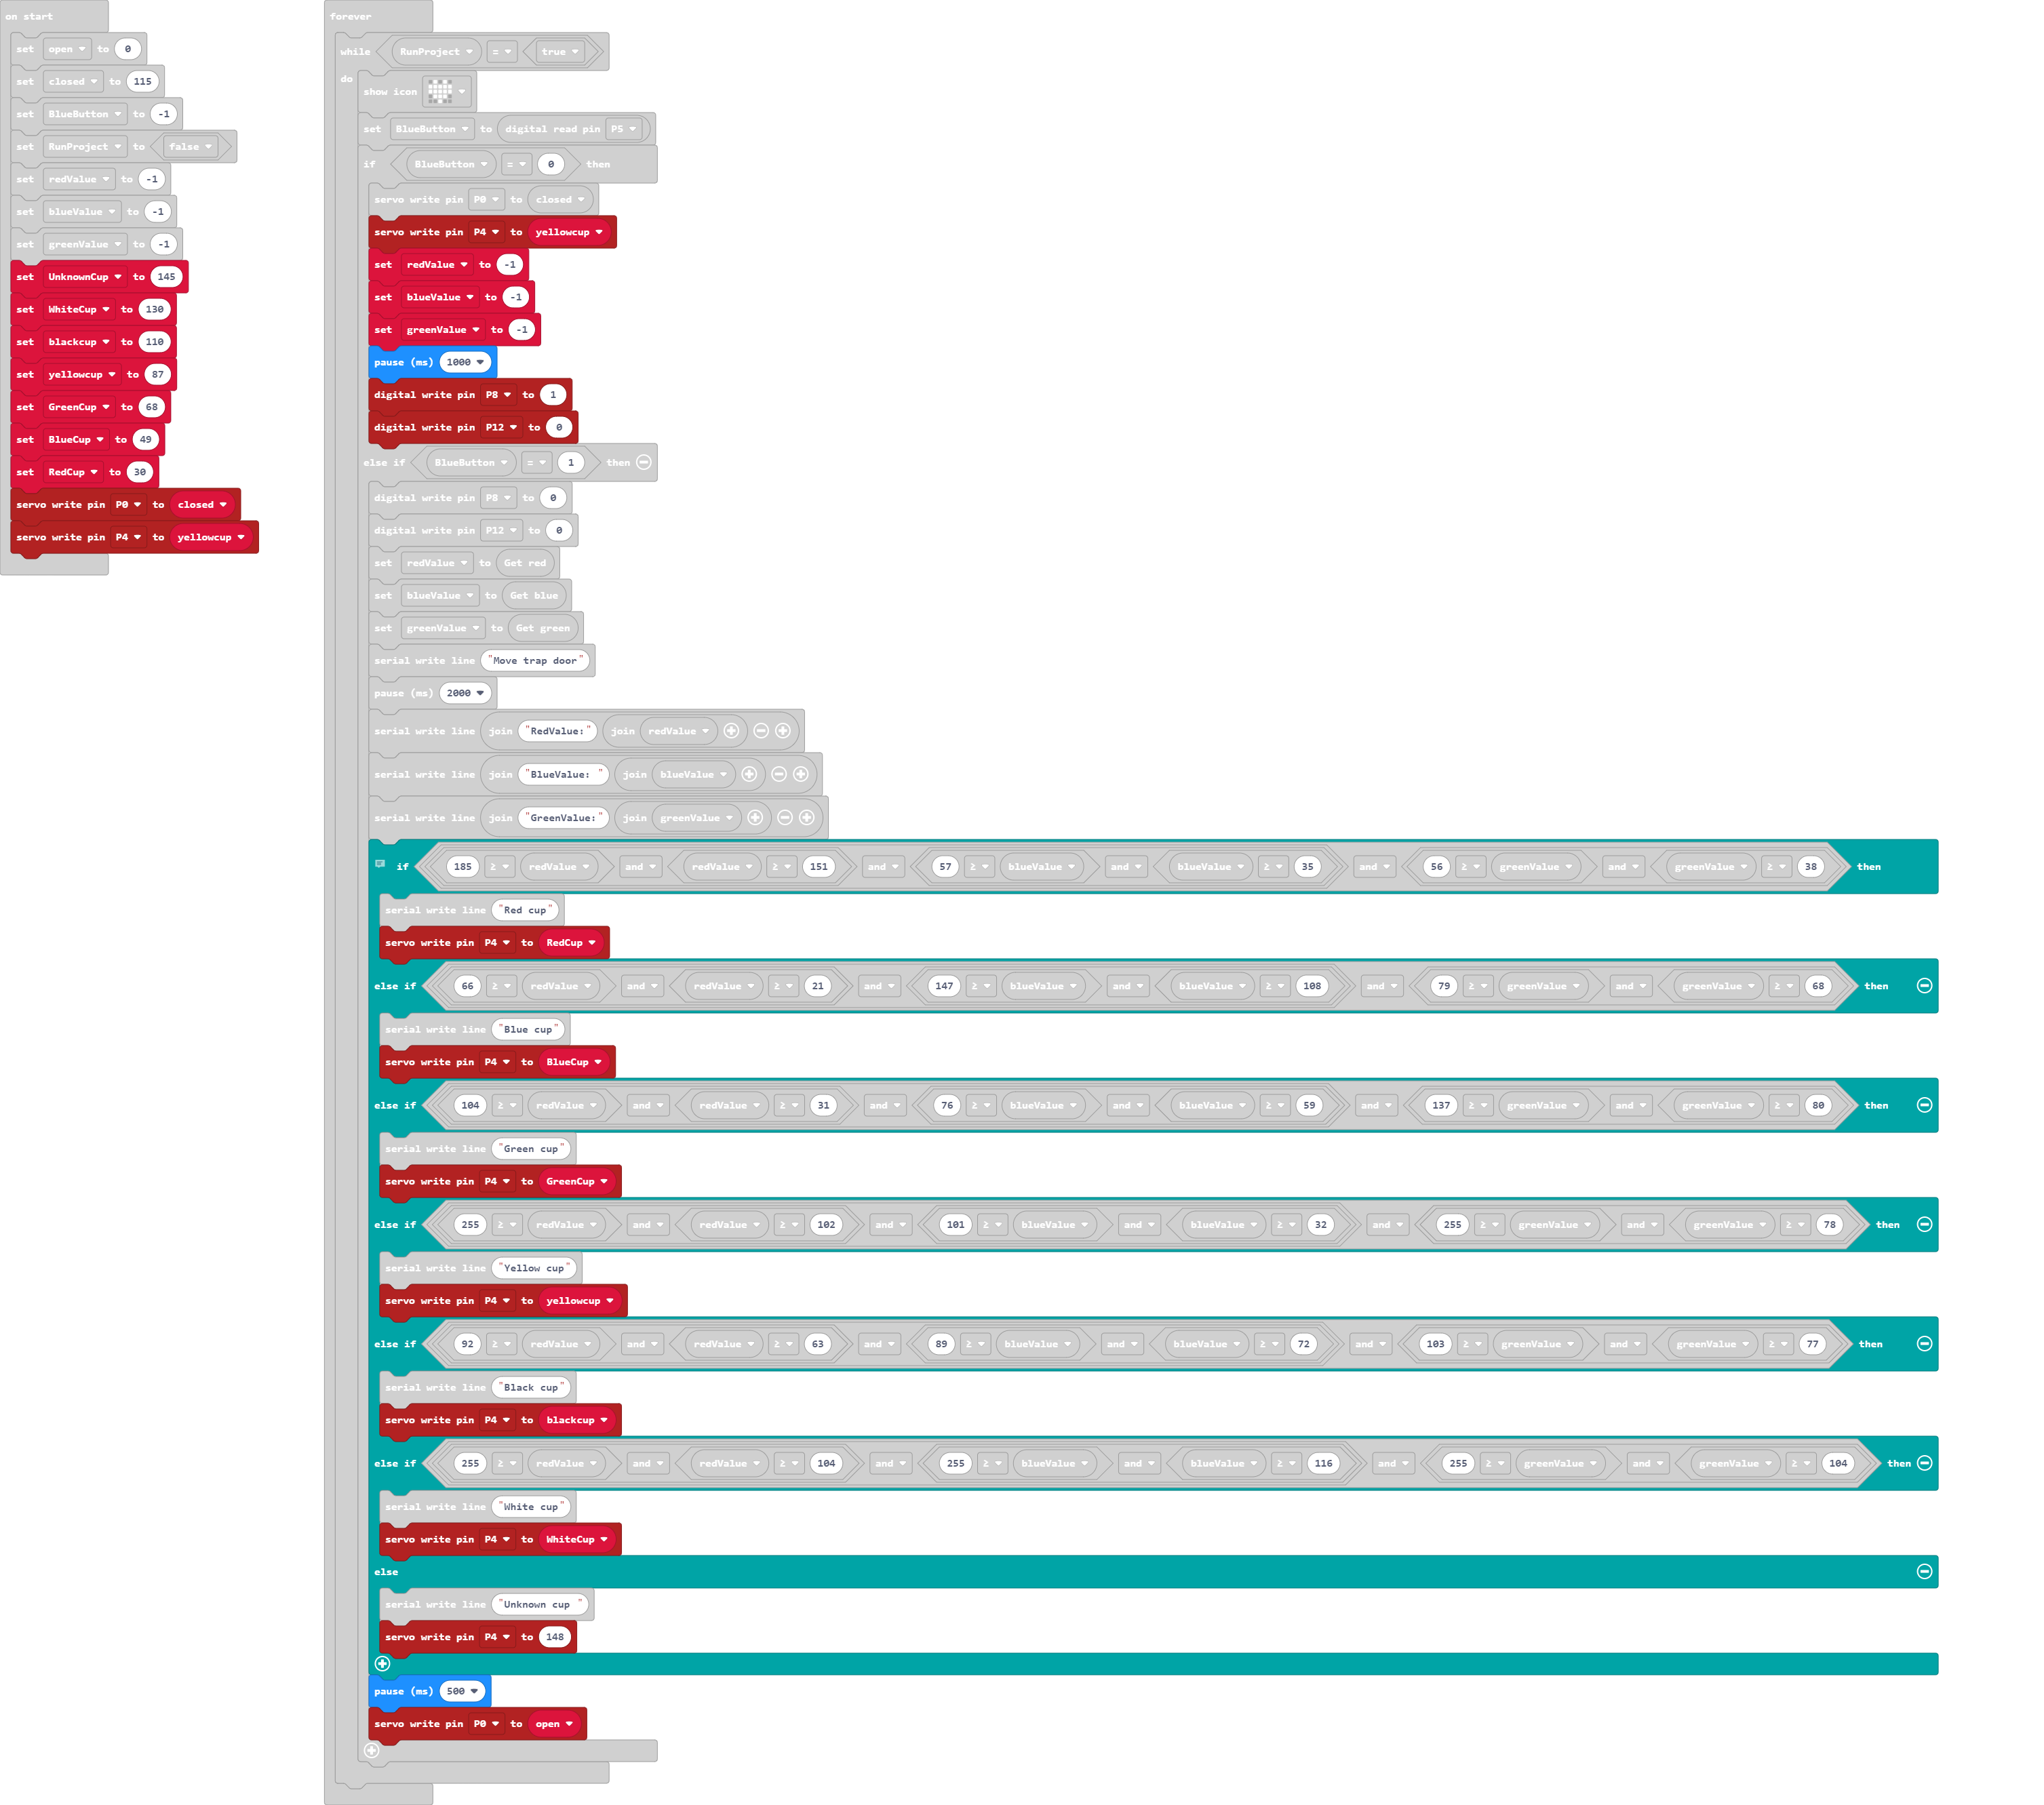 on start
set open to 0
set closed to 115
set BlueButton to -1
set RunProject to false
set redValue to -1
set blueValue to -1
set greenValue to -1
set UnknownCup to 145
set WhiteCup to 130
set blackcup to 110
set yellowcup to 87
set GreenCup to 68
set BlueCup to 49
set RedCup to 30
servo write pin P0 to closed
servo write pin P4 to yellowcup
forever
while RunProject = true
do
show icon
set BlueButton to digital read pin P5
if BlueButton = 0 then
servo write pin P0 to closed
servo write pin P4 to yellowcup
set redValue to -1
set blueValue to -1
set greenValue to -1
pause (ms) 1000
digital write pin P8 to 1
digital write pin P12 to 0
else if BlueButton = 1 then
digital write pin P8 to 0
digital write pin P12 to 0
set redValue to Get red
set blueValue to Get blue
set greenValue to Get green
serial write line "Move trap door"
pause (ms) 2000
serial write line join "RedValue:" join redValue
serial write line join "BlueValue: " join blueValue
serial write line join "GreenValue:" join greenValue
if 185 ≥ redValue and redValue ≥ 151 and 57 ≥ blueValue and blueValue ≥ 35 and 56 ≥ greenValue and greenValue ≥ 38 then
serial write line "Red cup"
servo write pin P4 to RedCup
else if 66 ≥ redValue and redValue ≥ 21 and 147 ≥ blueValue and blueValue ≥ 108 and 79 ≥ greenValue and greenValue ≥ 68 then
serial write line "Blue cup"
servo write pin P4 to BlueCup
else if 104 ≥ redValue and redValue ≥ 31 and 76 ≥ blueValue and blueValue ≥ 59 and 137 ≥ greenValue and greenValue ≥ 80 then
serial write line "Green cup"
servo write pin P4 to GreenCup
else if 255 ≥ redValue and redValue ≥ 102 and 101 ≥ blueValue and blueValue ≥ 32 and 255 ≥ greenValue and greenValue ≥ 78 then
serial write line "Yellow cup"
servo write pin P4 to yellowcup
else if 92 ≥ redValue and redValue ≥ 63 and 89 ≥ blueValue and blueValue ≥ 72 and 103 ≥ greenValue and greenValue ≥ 77 then
serial write line "Black cup"
servo write pin P4 to blackcup
else if 255 ≥ redValue and redValue ≥ 104 and 255 ≥ blueValue and blueValue ≥ 116 and 255 ≥ greenValue and greenValue ≥ 104 then
serial write line "White cup"
servo write pin P4 to WhiteCup
else
serial write line "Unknown cup "
servo write pin P4 to 148
pause (ms) 500
servo write pin P0 to open